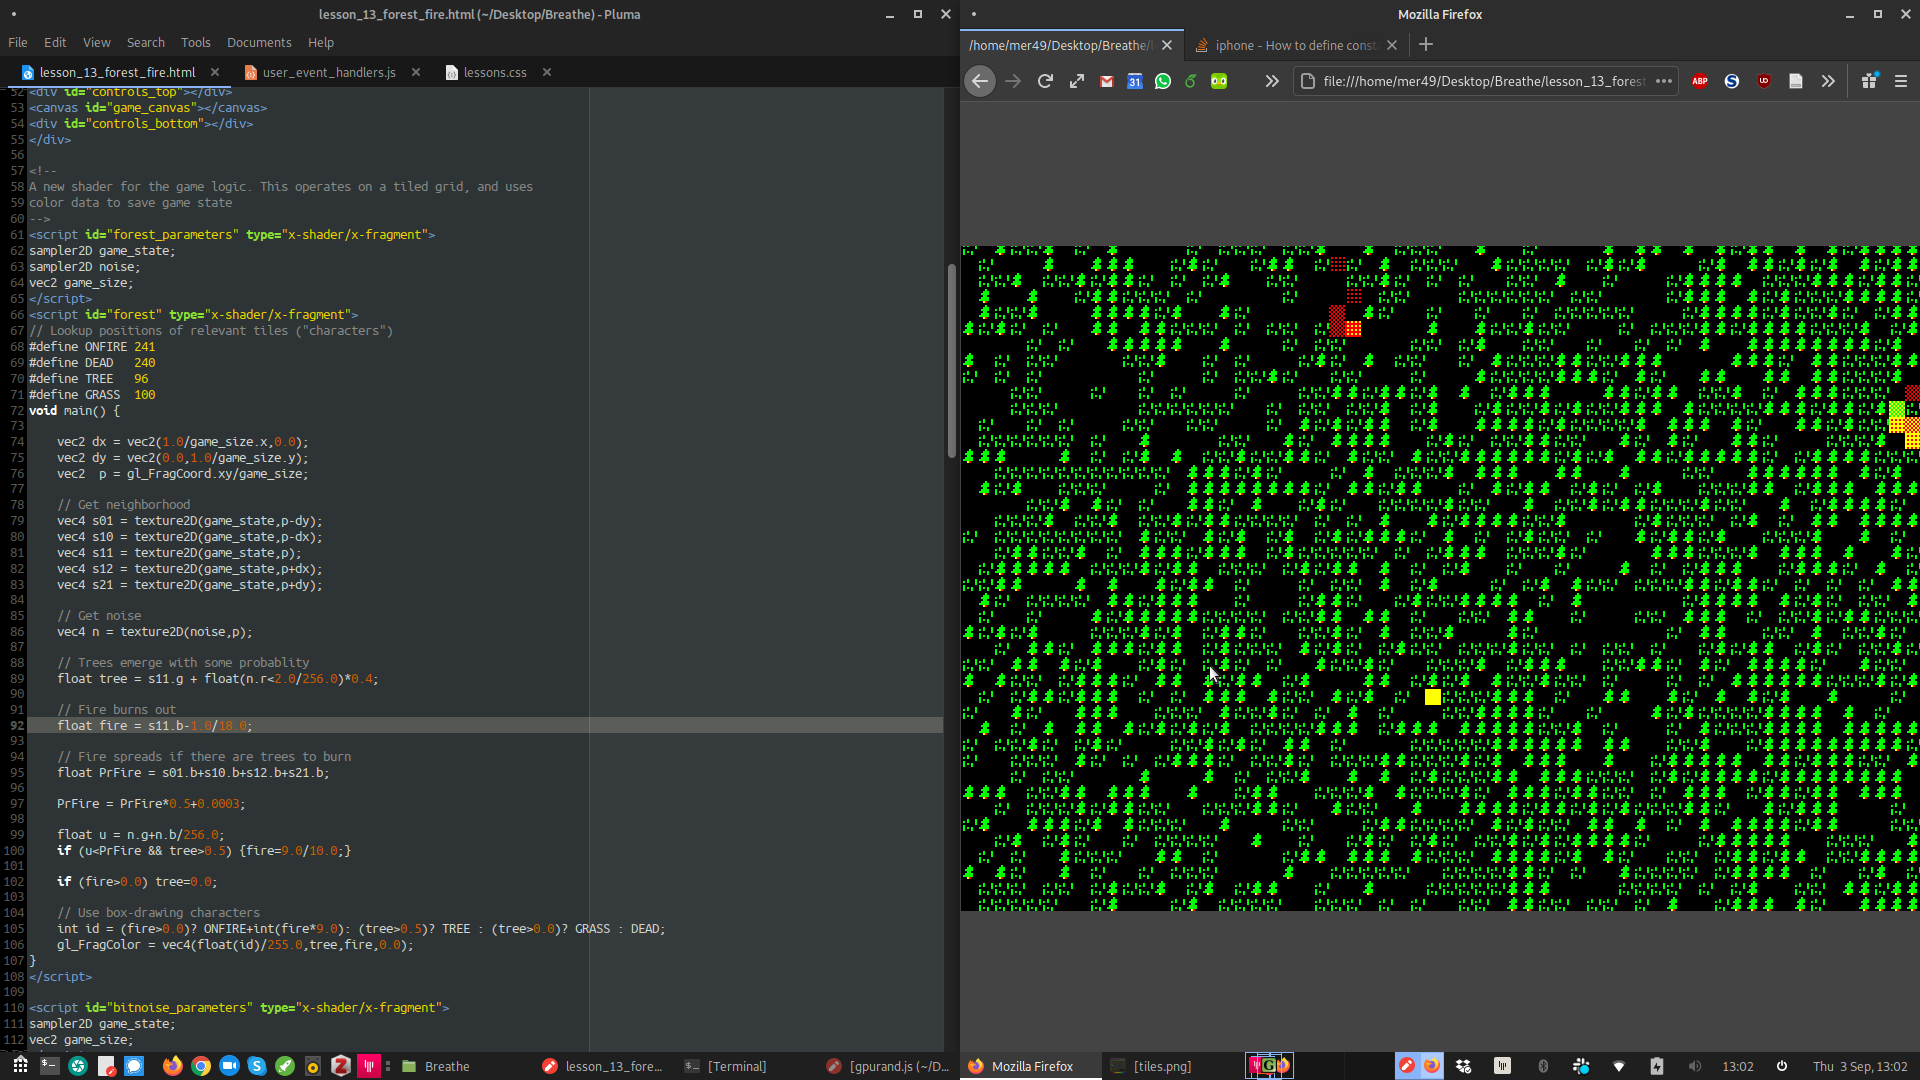 lesson_13_forest_fire.html (~/Desktop/Breathe) - Pluma
File Edit View Search Tools Documents Help
lesson_13_forest_fire.html user_event_handlers.js lessons.css
52 <div id="controls_top"></div>
53 <canvas id="game_canvas"></canvas>
54 <div id="controls_bottom"></div>
55 </div>
56
57 <!--
58 A new shader for the game logic. This operates on a tiled grid, and uses
59 color data to save game state
60 -->
61 <script id="forest_parameters" type="x-shader/x-fragment">
62 sampler2D game_state;
63 sampler2D noise;
64 vec2 game_size;
65 </script>
66 <script id="forest" type="x-shader/x-fragment">
67 // Lookup positions of relevant tiles ("characters")
68 #define ONFIRE 241
69 #define DEAD   240
70 #define TREE   96
71 #define GRASS  100
72 void main() {
73
74     vec2 dx = vec2(1.0/game_size.x,0.0);
75     vec2 dy = vec2(0.0,1.0/game_size.y);
76     vec2  p = gl_FragCoord.xy/game_size;
77
78     // Get neighborhood
79     vec4 s01 = texture2D(game_state,p-dy);
80     vec4 s10 = texture2D(game_state,p-dx);
81     vec4 s11 = texture2D(game_state,p);
82     vec4 s12 = texture2D(game_state,p+dx);
83     vec4 s21 = texture2D(game_state,p+dy);
84
85     // Get noise
86     vec4 n = texture2D(noise,p);
87
88     // Trees emerge with some probablity
89     float tree = s11.g + float(n.r<2.0/256.0)*0.4;
90
91     // Fire burns out
92     float fire = s11.b-1.0/18.0;
93
94     // Fire spreads if there are trees to burn
95     float PrFire = s01.b+s10.b+s12.b+s21.b;
96
97     PrFire = PrFire*0.5+0.0003;
98
99     float u = n.g+n.b/256.0;
100     if (u<PrFire && tree>0.5) {fire=9.0/10.0;}
101
102     if (fire>0.0) tree=0.0;
103
104     // Use box-drawing characters
105     int id = (fire>0.0)? ONFIRE+int(fire*9.0): (tree>0.5)? TREE : (tree>0.0)? GRASS : DEAD;
106     gl_FragColor = vec4(float(id)/255.0,tree,fire,0.0);
107 }
108 </script>
109
110 <script id="bitnoise_parameters" type="x-shader/x-fragment">
111 sampler2D game_state;
112 vec2 game_size;
Mozilla Firefox
/home/mer49/Desktop/Breathe/l iphone - How to define consta
31 file:///home/mer49/Desktop/Breathe/lesson_13_forest ABP
Breathe lesson_13_fore... [Terminal] [gpurand.js (~/D... Mozilla Firefox [tiles.png] 13:02 Thu 3 Sep, 13:02